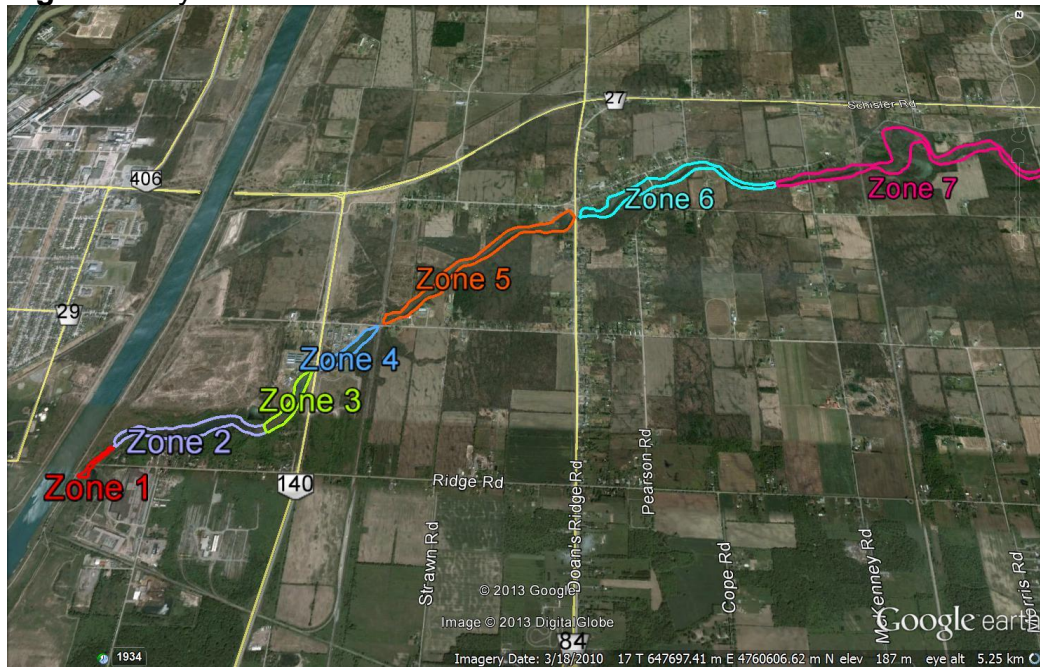 N
27
Schisler Rd
406
Zone 7
Zone 6
Zone 5
29
Zone 4
Zone 3
Zone 2
Zone 1
140
Ridge Rd
Strawn Rd
Doan's Ridge Rd
Pearson Rd
Cope Rd
McKenney Rd
Morris Rd
© 2013 Google
Image © 2013 DigitalGlobe
84
Google earth
1934
Imagery Date: 3/18/2010 17 T 647697.41 m E 4760606.62 m N elev 187 m eye alt 5.25 km